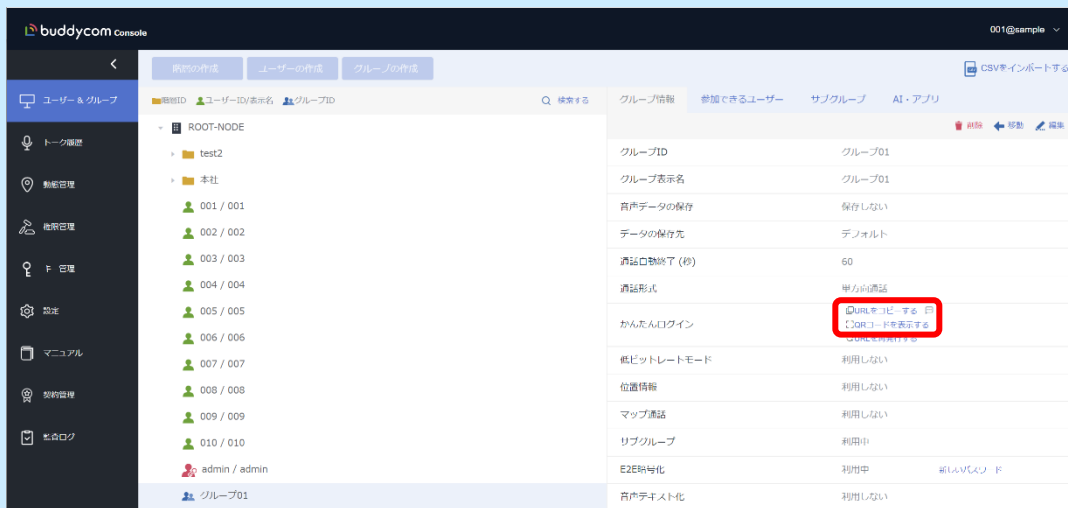 buddycom Console
001@sample
階層の作成 ユーザーの作成 グループの作成
CSVをインポートする
ユーザー & グループ
トーク履歴
動態管理
権限管理
キー管理
設定
マニュアル
契約管理
監査ログ
階層ID ユーザーID/表示名 グループID
検索する
ROOT-NODE
test2
本社
001 / 001
002 / 002
003 / 003
004 / 004
005 / 005
006 / 006
007 / 007
008 / 008
009 / 009
010 / 010
admin / admin
グループ01
グループ情報 参加できるユーザー サブグループ AI・アプリ
削除 移動 編集
グループID グループ01
グループ表示名 グループ01
音声データの保存 保存しない
データの保存先 デフォルト
通話自動終了 (秒) 60
通話形式 単方向通話
かんたんログイン
URLをコピーする
QRコードを表示する
URLを再発行する
低ビットレートモード 利用しない
位置情報 利用しない
マップ通話 利用しない
サブグループ 利用中
E2E暗号化 利用中 新しいパスワード
音声テキスト化 利用しない